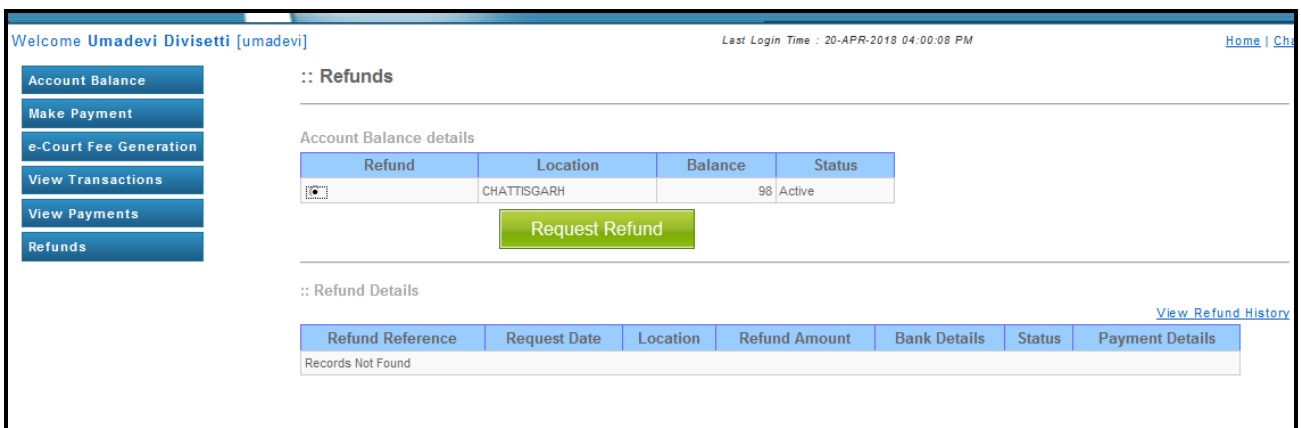 Welcome Umadevi Divisetti [umadevi] Last Login Time : 20-APR-2018 04:00:08 PM Home | Cha
Account Balance
Make Payment
e-Court Fee Generation
View Transactions
View Payments
Refunds
:: Refunds
Account Balance details
Refund Location Balance Status
CHATTISGARH 98 Active
Request Refund
:: Refund Details
View Refund History
Refund Reference Request Date Location Refund Amount Bank Details Status Payment Details
Records Not Found